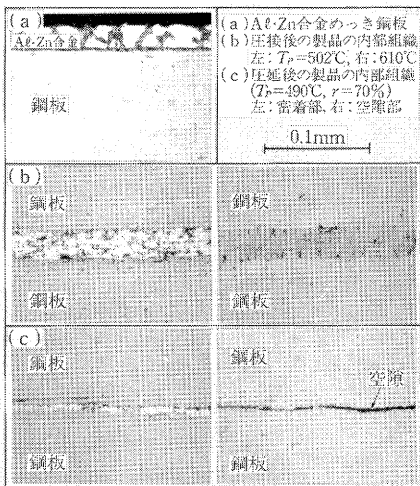 (a)
Aℓ·Zn合金
鋼板
(a) Aℓ·Zn合金めっき鋼板
(b) 圧接後の製品の内部組織
左: Tp=502℃, 右: 610℃
(c) 圧延後の製品の内部組織
(Tp=490℃, r=70%)
左: 密着部, 右: 空隙部
0.1mm
(b)
鋼板
鋼板
鋼板
鋼板
(c)
鋼板
鋼板
鋼板
空隙
鋼板